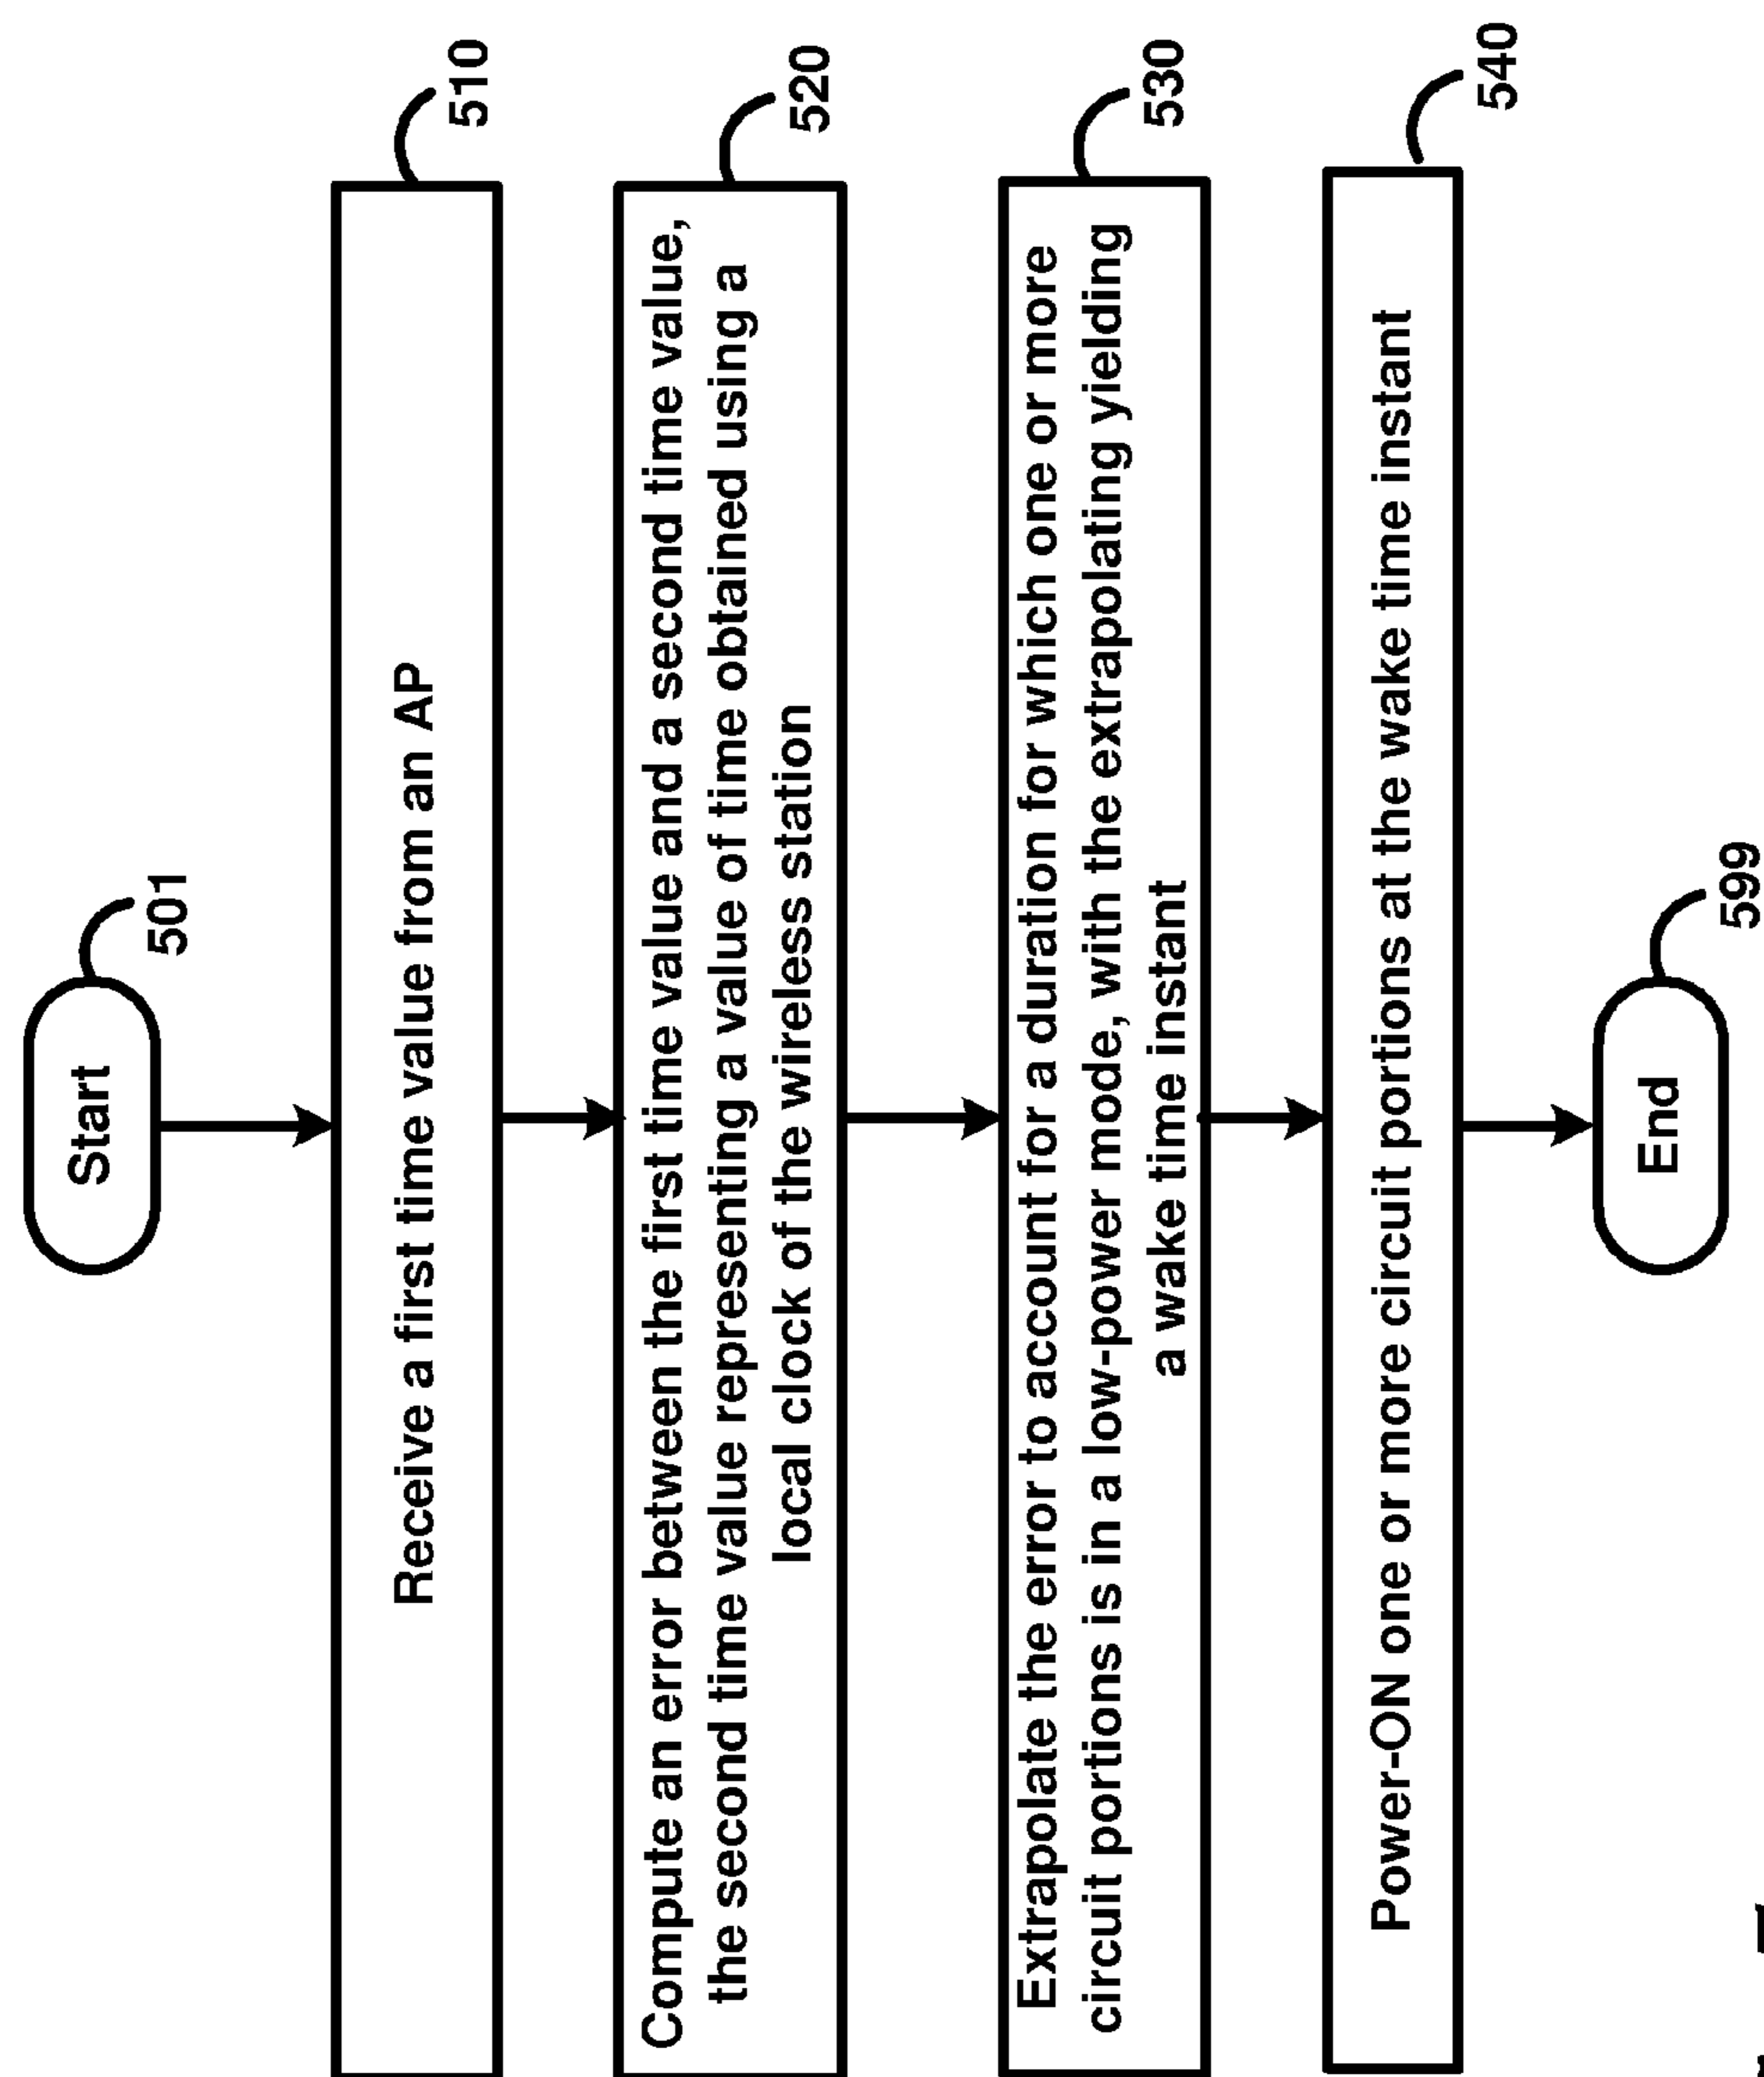 Start
501
Receive a first time value from an AP
510
Compute an error between the first time value and a second time value,
the second time value representing a value of time obtained using a
local clock of the wireless station
520
Extrapolate the error to account for a duration for which one or more
circuit portions is in a low-power mode, with the extrapolating yielding
a wake time instant
530
Power-ON one or more circuit portions at the wake time instant
540
End
599